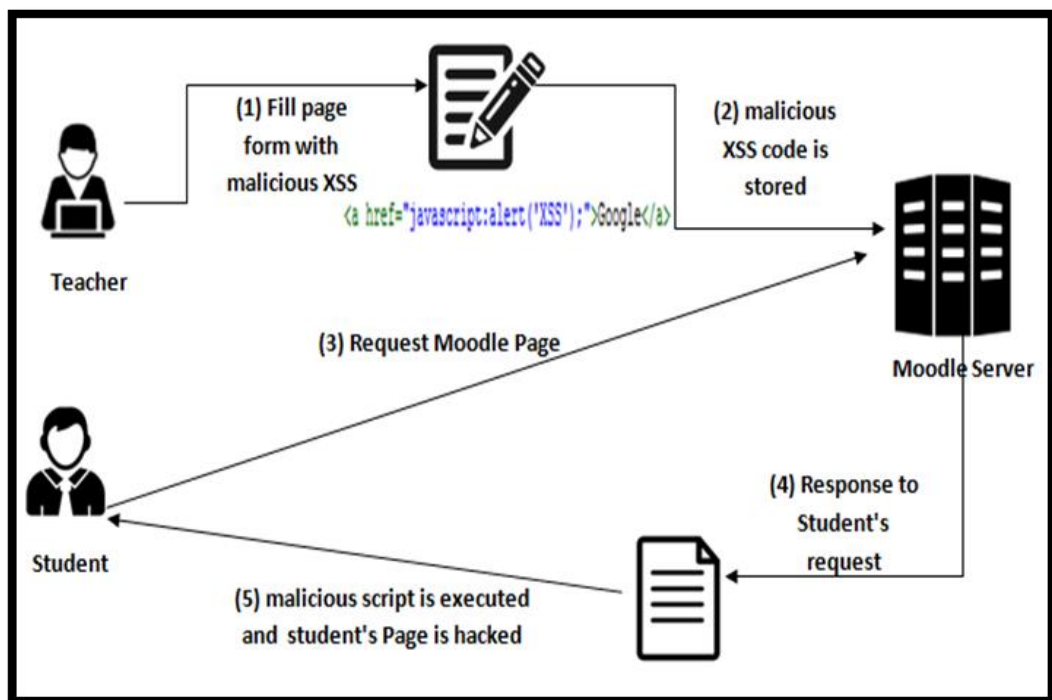 (1) Fill page
form with
malicious XSS
(2) malicious
XSS code is
stored
<a href="javascript:alert('XSS');">Google</a>
Teacher
(3) Request Moodle Page
Moodle Server
Student
(4) Response to
Student's
request
(5) malicious script is executed
and student's Page is hacked